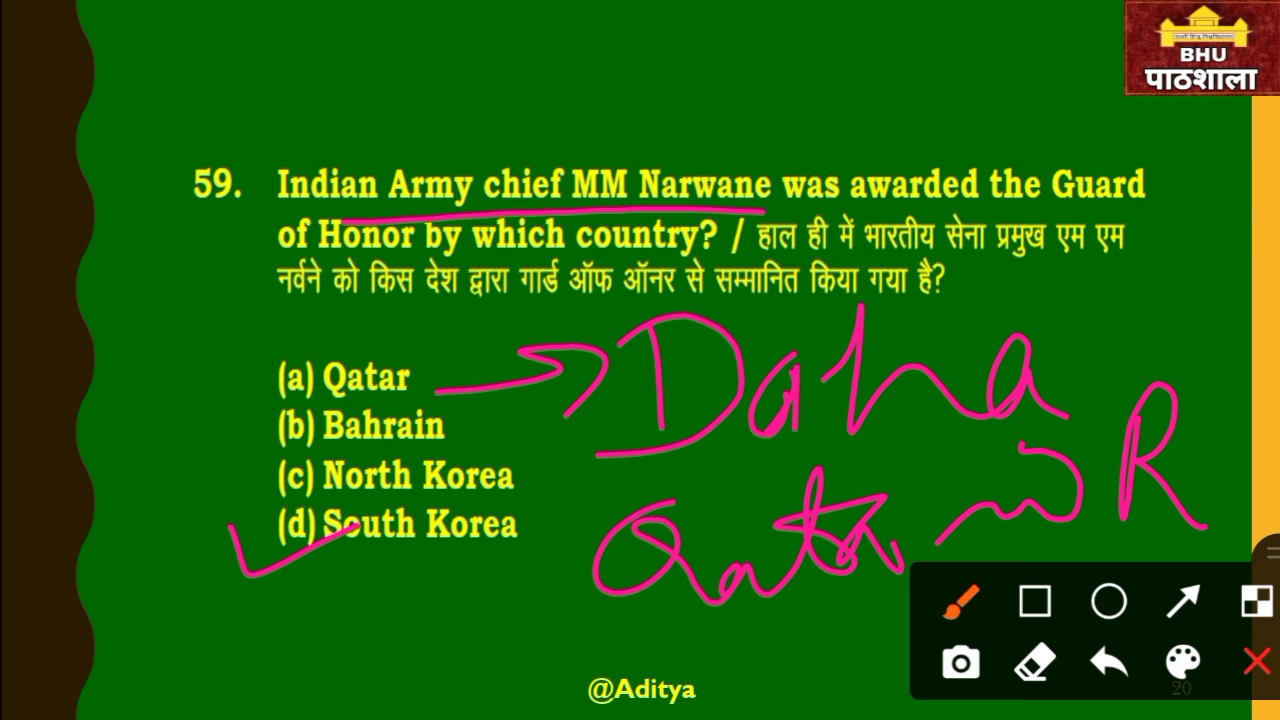 BHU
पाठशाला
59. Indian Army chief MM Narwane was awarded the Guard
of Honor by which country? / हाल ही में भारतीय सेना प्रमुख एम एम
नर्वने को किस देश द्वारा गार्ड ऑफ ऑनर से सम्मानित किया गया है?
(a) Qatar
Daha
(b) Bahrain
R
(c) North Korea
(d) South Korea
@Aditya
20